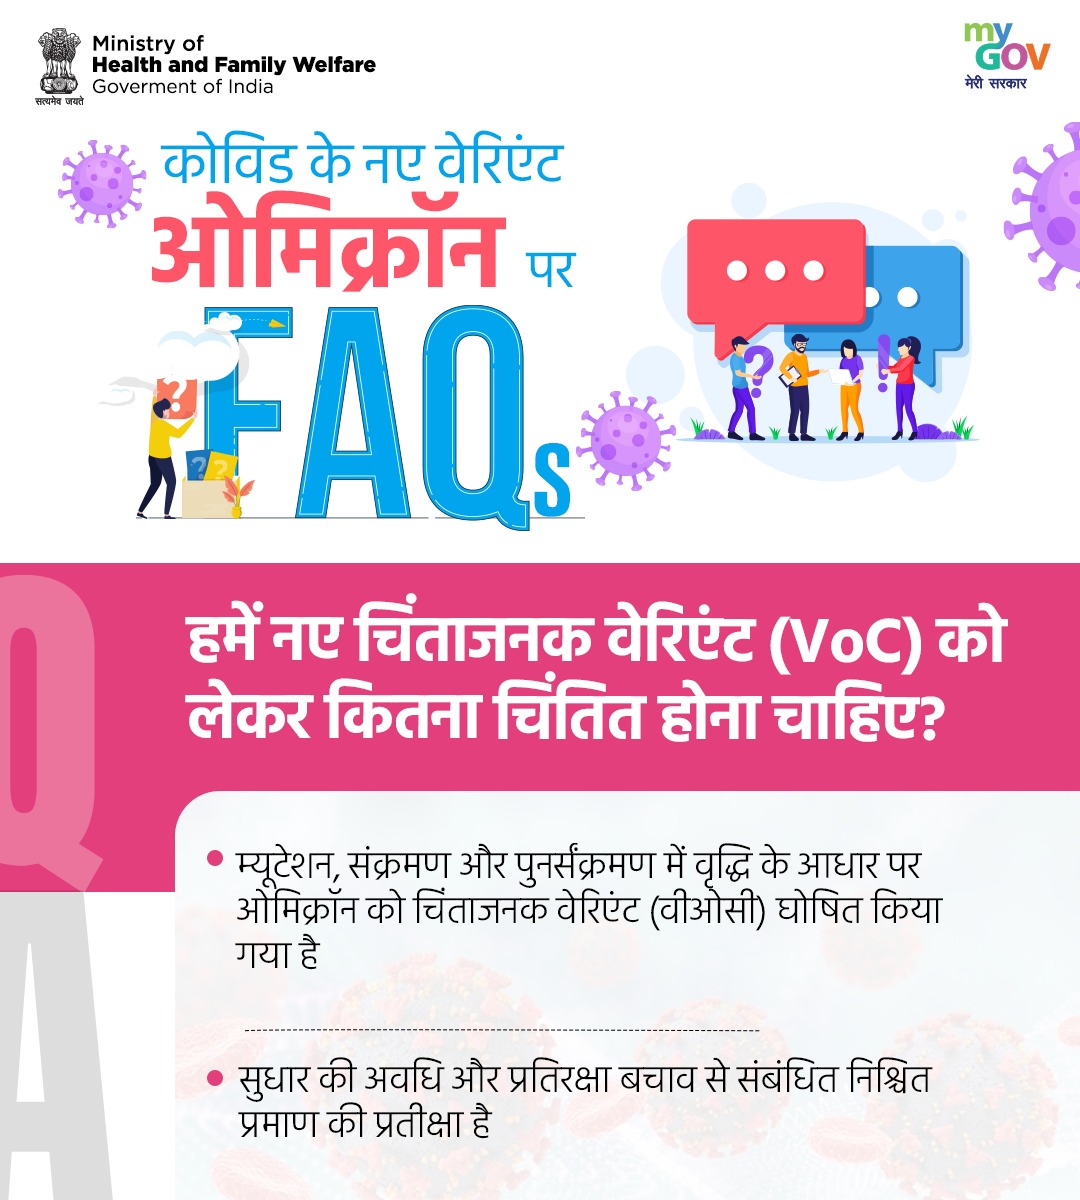 Ministry of
Health and Family Welfare
Goverment of India
सत्यमेव जयते
my
GOV
मेरी सरकार
कोविड के नए वेरिएंट
ओमिक्रॉन पर
FAQs
हमें नए चिंताजनक वेरिएंट (VoC) को
लेकर कितना चिंतित होना चाहिए?
Q
A
म्यूटेशन, संक्रमण और पुनर्संक्रमण में वृद्धि के आधार पर
ओमिक्रॉन को चिंताजनक वेरिएंट (वीओसी) घोषित किया
गया है
सुधार की अवधि और प्रतिरक्षा बचाव से संबंधित निश्चित
प्रमाण की प्रतीक्षा है